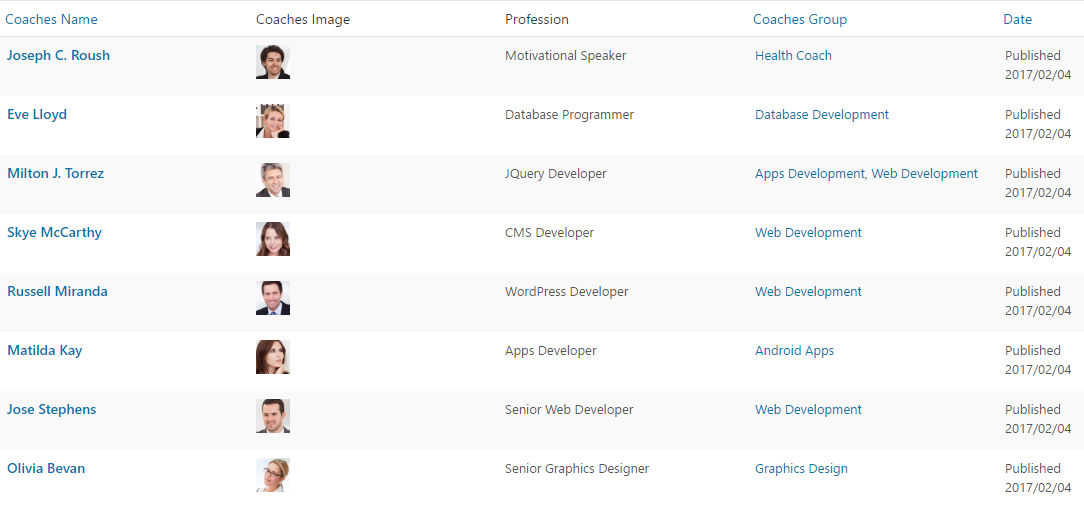 Coaches Name Coaches Image Profession Coaches Group Date
Joseph C. Roush Motivational Speaker Health Coach Published
2017/02/04
Eve Lloyd Database Programmer Database Development Published
2017/02/04
Milton J. Torrez JQuery Developer Apps Development, Web Development Published
2017/02/04
Skye McCarthy CMS Developer Web Development Published
2017/02/04
Russell Miranda WordPress Developer Web Development Published
2017/02/04
Matilda Kay Apps Developer Android Apps Published
2017/02/04
Jose Stephens Senior Web Developer Web Development Published
2017/02/04
Olivia Bevan Senior Graphics Designer Graphics Design Published
2017/02/04